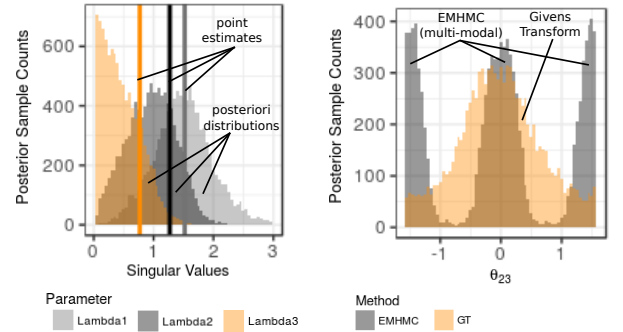 Posterior Sample Counts
600
400
200
0
0
1
2
3
Singular Values
point
estimates
posteriori
distributions
Parameter
Lambda1
Lambda2
Lambda3
Posterior Sample Counts
400
300
200
100
0
-1
0
1
θ23
EMHMC
(multi-modal)
Givens
Transform
Method
EMHMC
GT